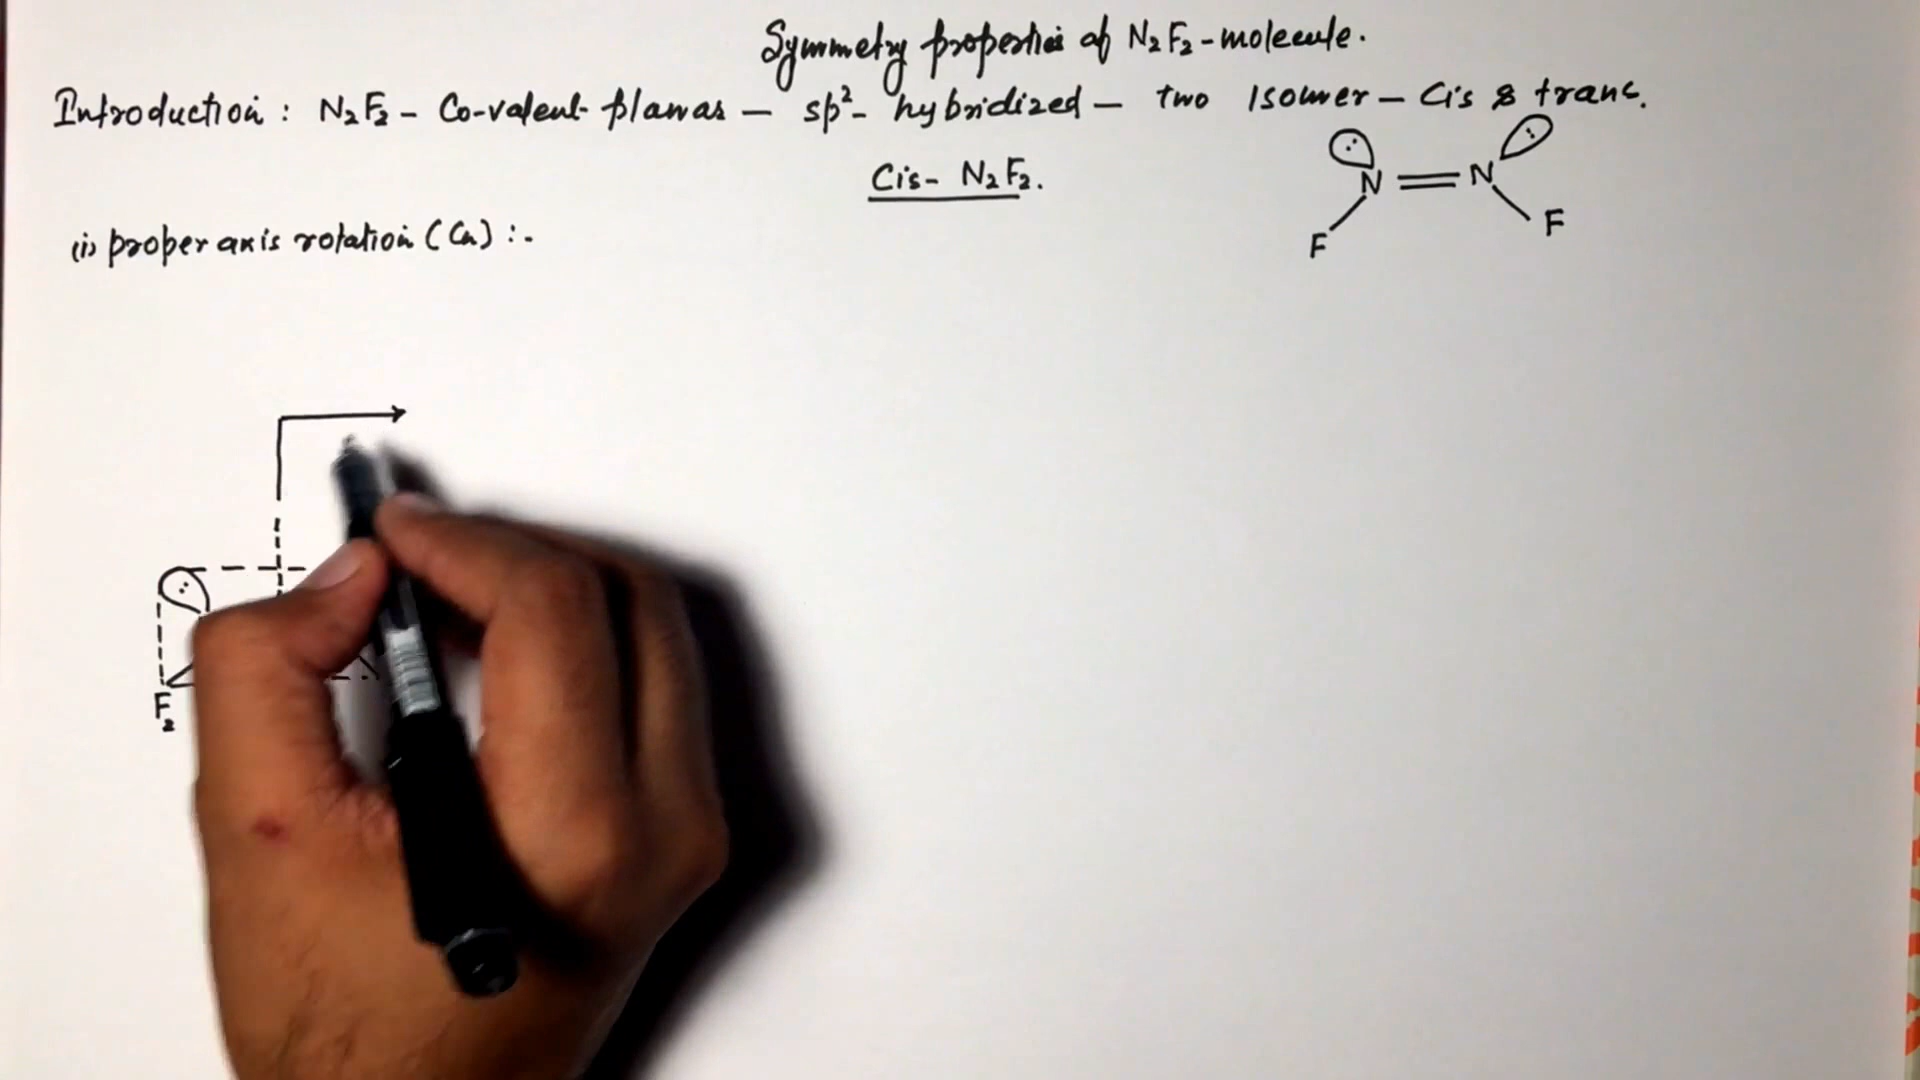 Symmetry properties of N₂F₂-molecule.
Introduction : N₂F₂ - Co-valent planar - sp²- hybridized - two Isomer - Cis & trans.
Cis- N₂F₂.
N = N
F F
(i) proper axis rotation (Cn) :-
F₂